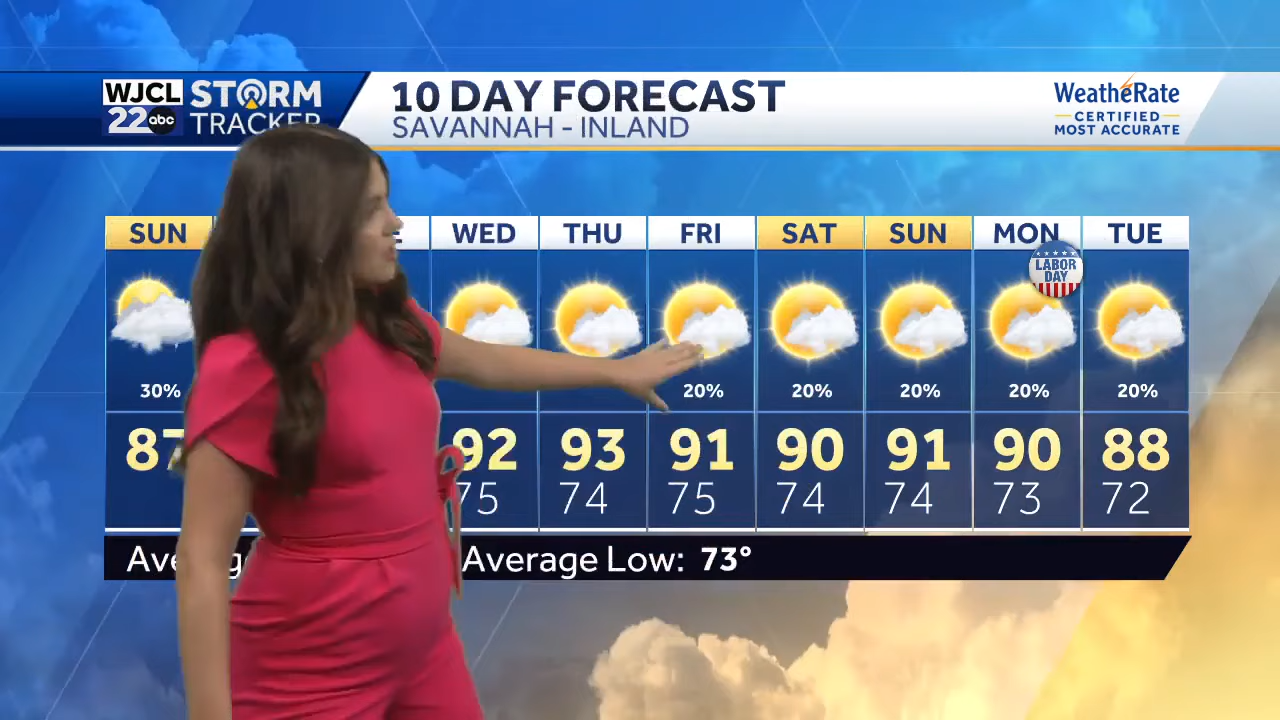 WJCL
22 abc
STORM
TRACKER
10 DAY FORECAST
SAVANNAH - INLAND
WeatheRate
CERTIFIED
MOST ACCURATE
SUN WED THU FRI SAT SUN MON TUE
LABOR
DAY
30% 20% 20% 20% 20% 20%
87 92 93 91 90 91 90 88
75 74 75 74 74 73 72
Average Low: 73°